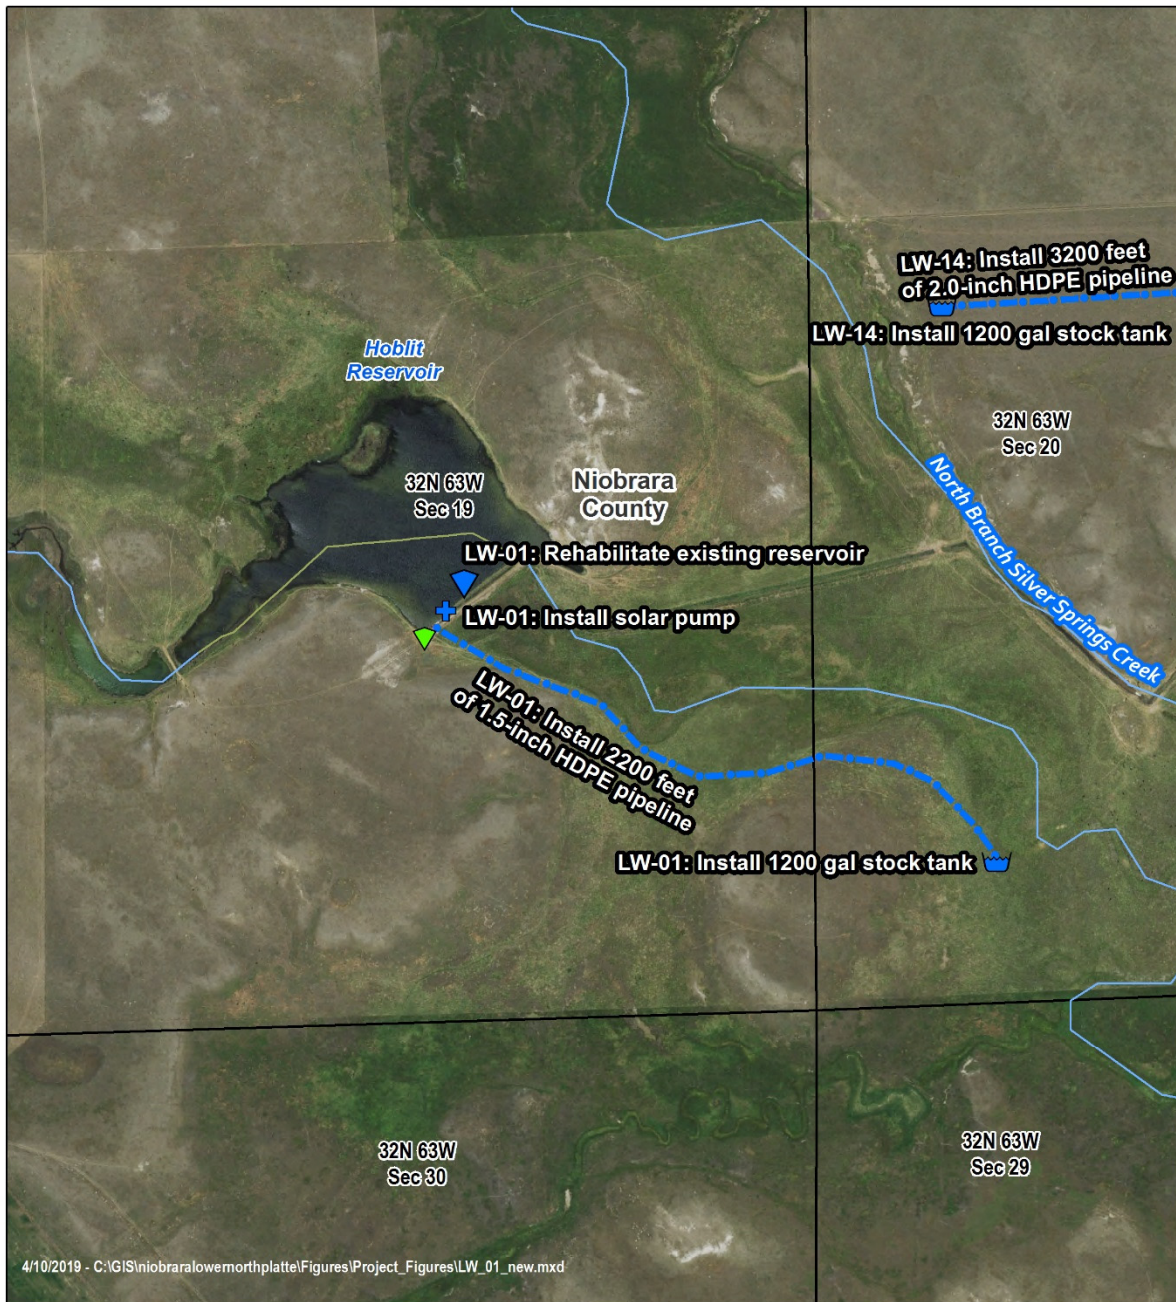 LW-14: Install 3200 feet
of 2.0-inch HDPE pipeline
LW-14: Install 1200 gal stock tank
Hoblit
Reservoir
32N 63W
Sec 20
32N 63W
Sec 19
Niobrara
County
North Branch Silver Springs Creek
LW-01: Rehabilitate existing reservoir
LW-01: Install solar pump
LW-01: Install 2200 feet
of 1.5-inch HDPE pipeline
LW-01: Install 1200 gal stock tank
32N 63W
Sec 30
32N 63W
Sec 29
4/10/2019 - C:\GIS\niobraralowernorthplatte\Figures\Project_Figures\LW_01_new.mxd